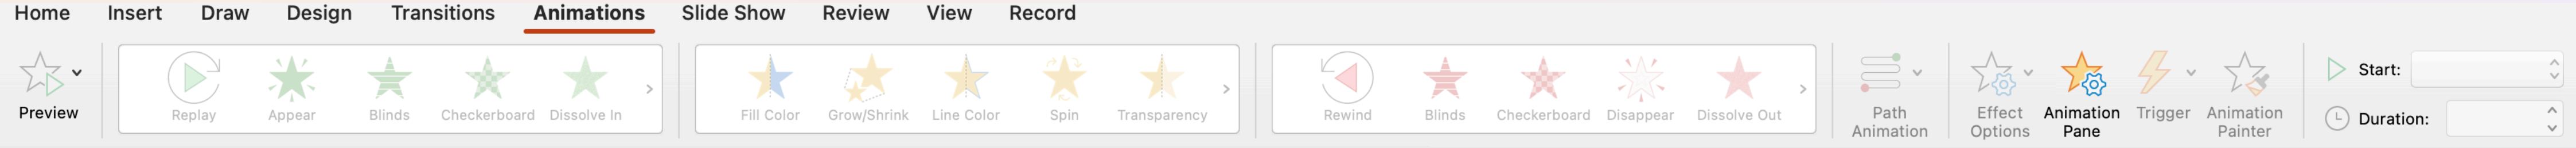 Home Insert Draw Design Transitions Animations Slide Show Review View Record
Preview
Replay Appear Blinds Checkerboard Dissolve In
Fill Color Grow/Shrink Line Color Spin Transparency
Rewind Blinds Checkerboard Disappear Dissolve Out
Path
Animation
Effect
Options
Animation
Pane
Trigger
Animation
Painter
Start:
Duration: